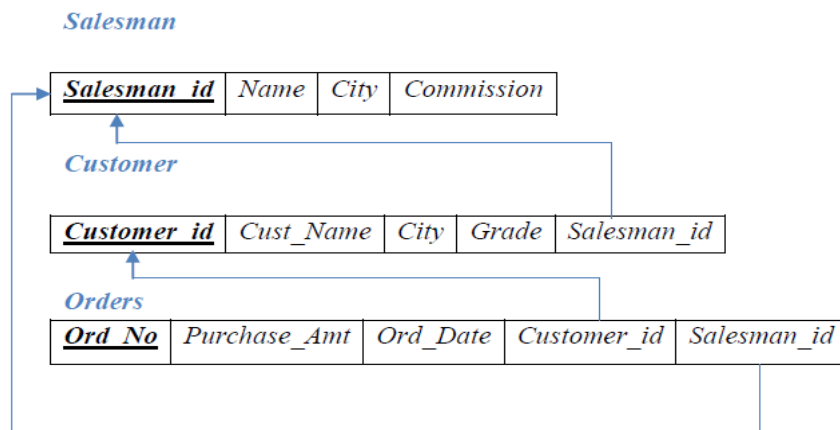 Salesman
Salesman_id Name City Commission
Customer
Customer_id Cust_Name City Grade Salesman_id
Orders
Ord_No Purchase_Amt Ord_Date Customer_id Salesman_id